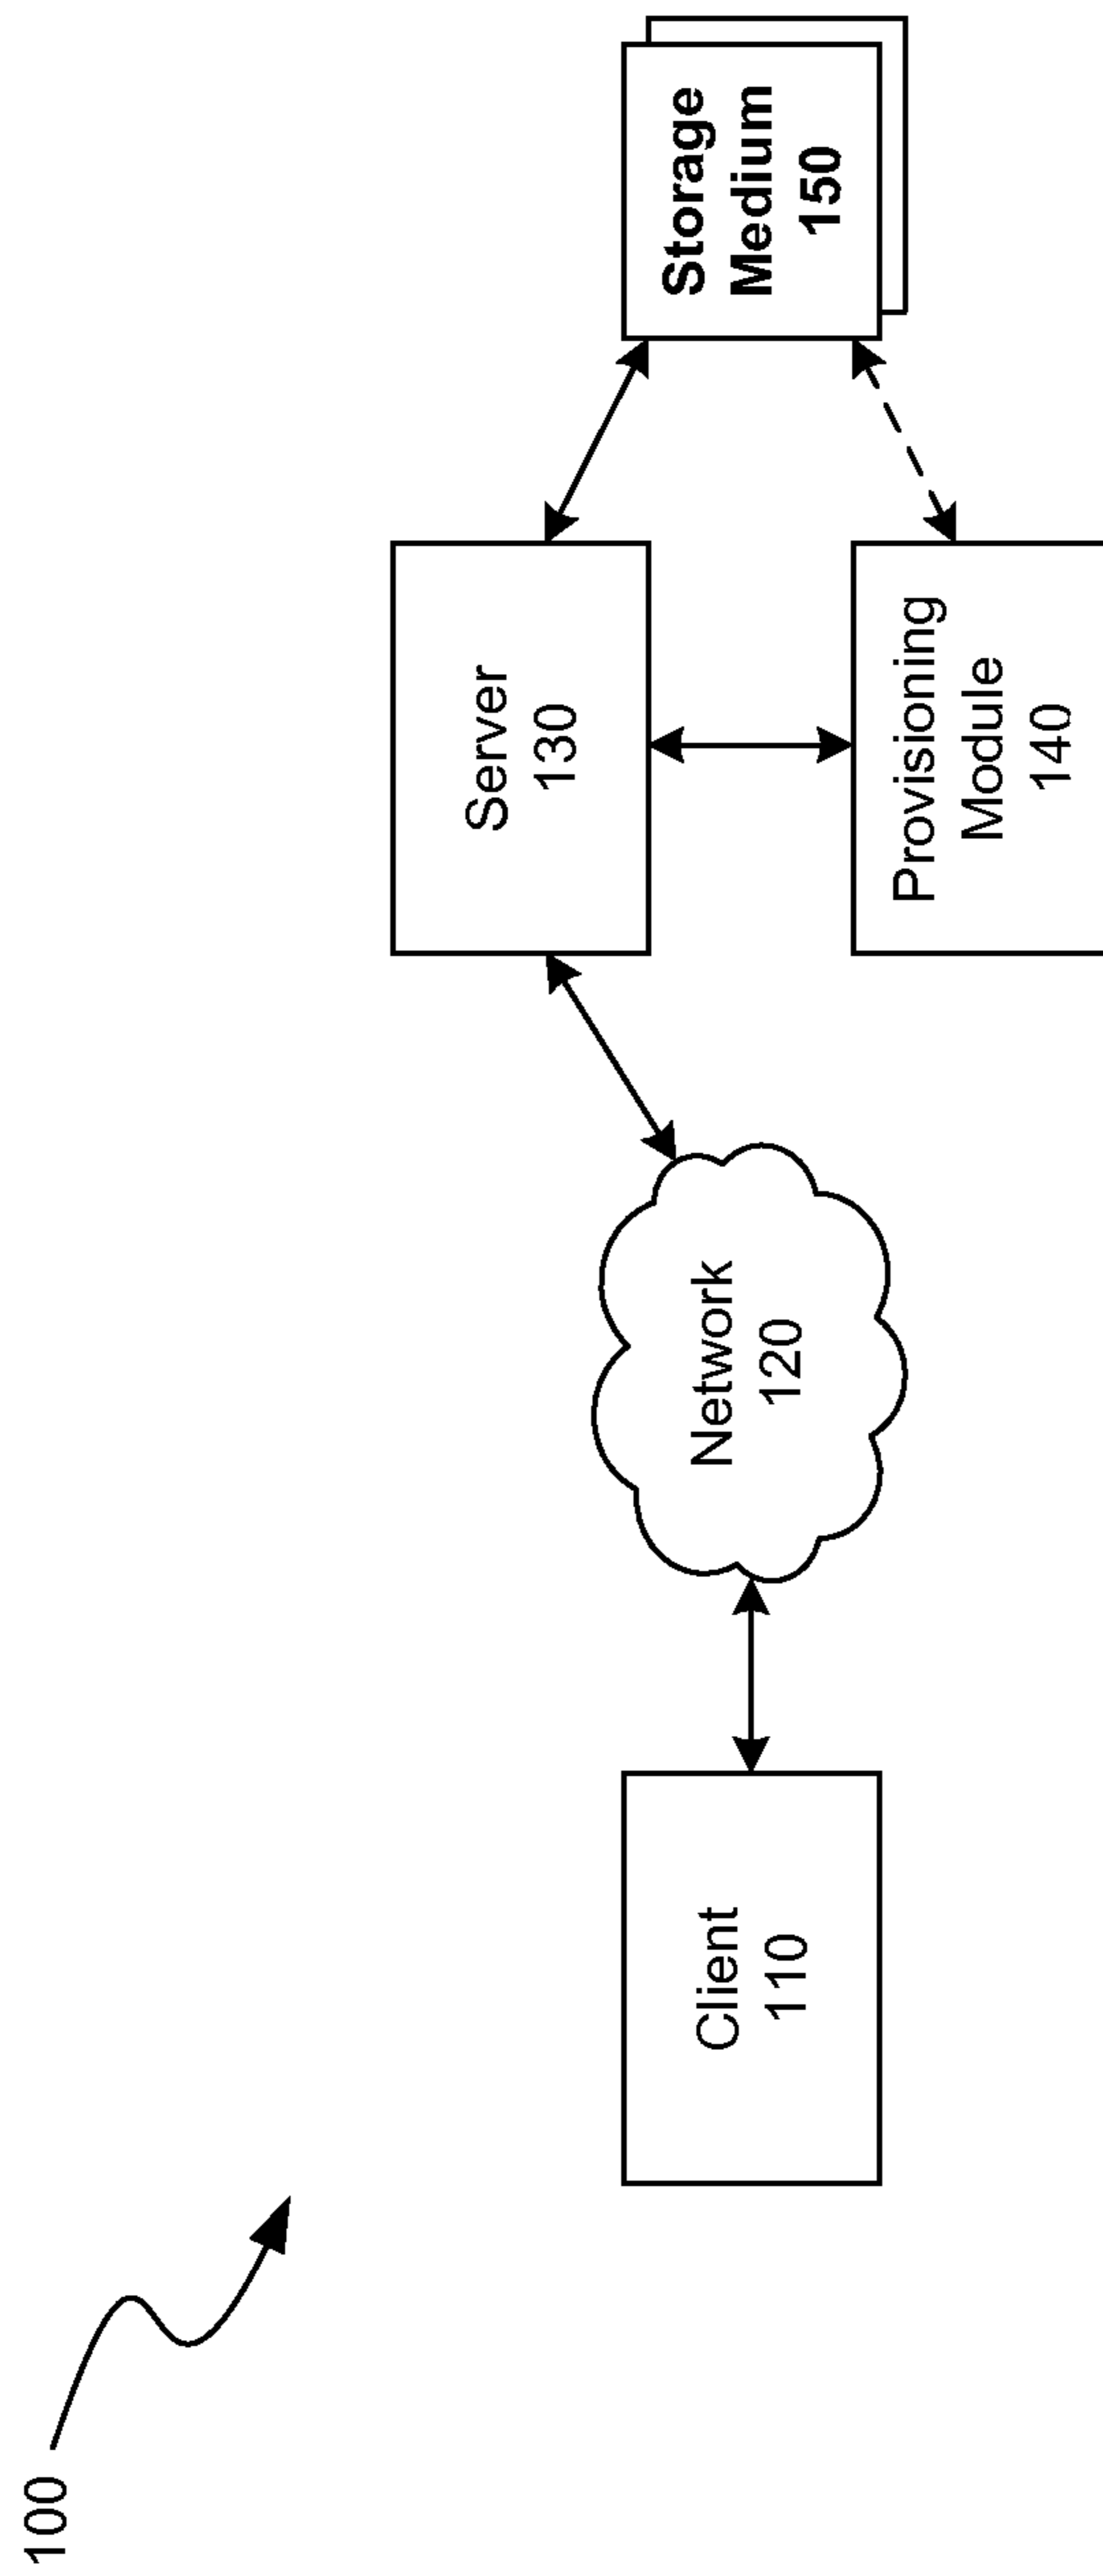 100
Client
110
Network
120
Server
130
Provisioning
Module
140
Storage
Medium
150